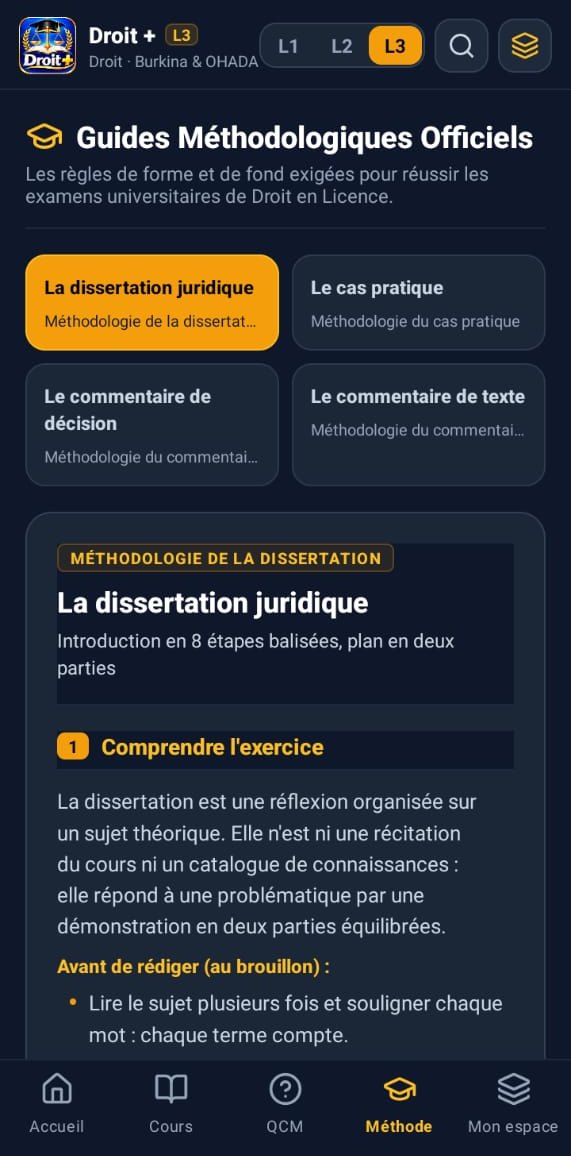 Droit+
Droit + L3
Droit · Burkina & OHADA
L1 L2 L3
Guides Méthodologiques Officiels
Les règles de forme et de fond exigées pour réussir les
examens universitaires de Droit en Licence.
La dissertation juridique
Méthodologie de la dissertat...
Le cas pratique
Méthodologie du cas pratique
Le commentaire de
décision
Méthodologie du commentai...
Le commentaire de texte
Méthodologie du commentai...
MÉTHODOLOGIE DE LA DISSERTATION
La dissertation juridique
Introduction en 8 étapes balisées, plan en deux
parties
1 Comprendre l'exercice
La dissertation est une réflexion organisée sur
un sujet théorique. Elle n'est ni une récitation
du cours ni un catalogue de connaissances :
elle répond à une problématique par une
démonstration en deux parties équilibrées.
Avant de rédiger (au brouillon) :
• Lire le sujet plusieurs fois et souligner chaque
mot : chaque terme compte.
Accueil Cours QCM Méthode Mon espace